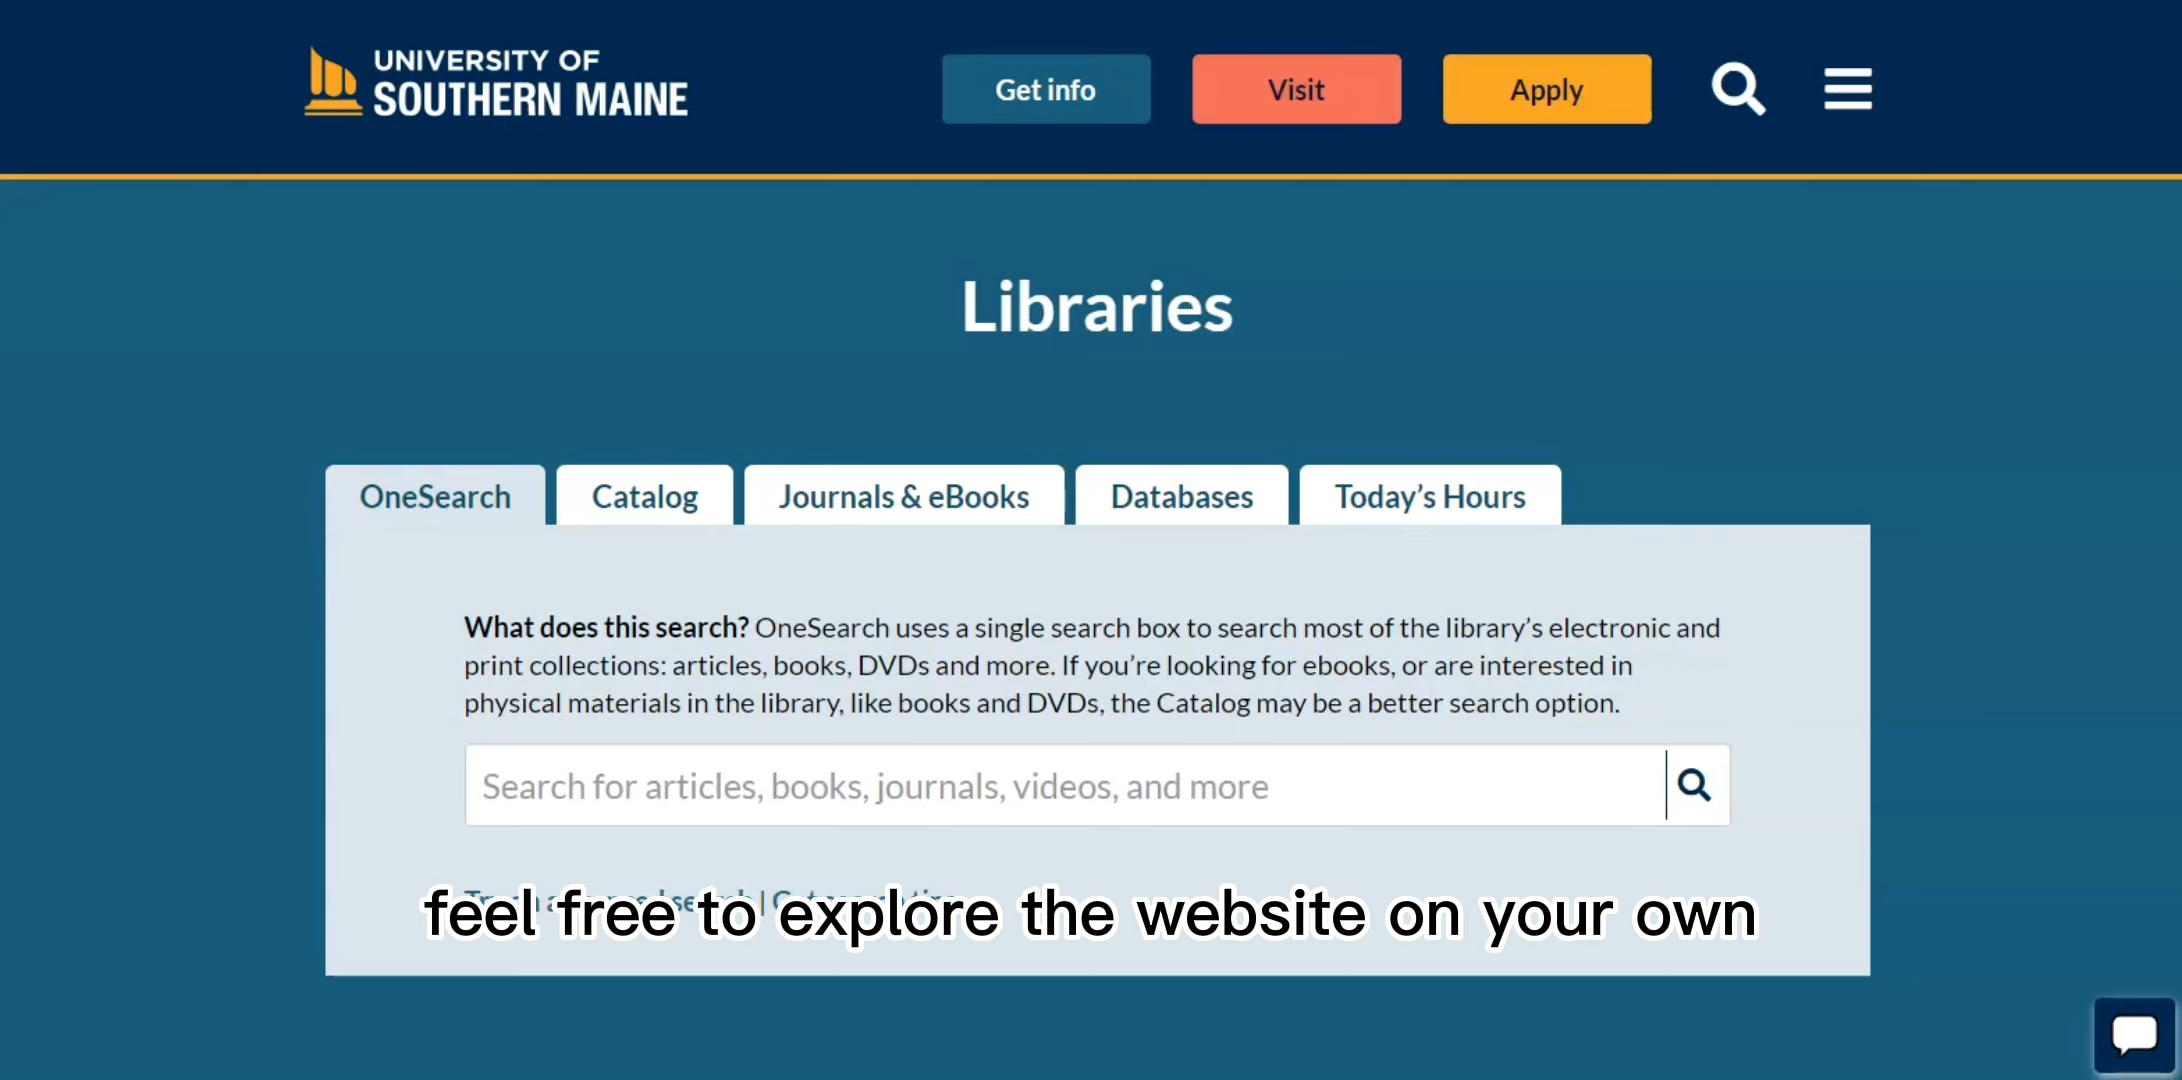 UNIVERSITY OF
SOUTHERN MAINE
Get info
Visit
Apply
Libraries
OneSearch
Catalog
Journals & eBooks
Databases
Today’s Hours
What does this search? OneSearch uses a single search box to search most of the library’s electronic and
print collections: articles, books, DVDs and more. If you’re looking for ebooks, or are interested in
physical materials in the library, like books and DVDs, the Catalog may be a better search option.
Search for articles, books, journals, videos, and more
feel free to explore the website on your own